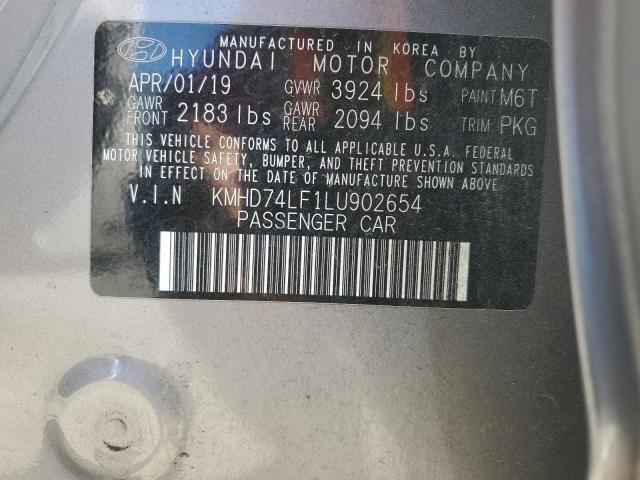 MANUFACTURED IN KOREA BY
HYUNDAI MOTOR COMPANY
APR/01/19 GVWR 3924 lbs PAINT M6T
GAWR FRONT 2183 lbs GAWR REAR 2094 lbs TRIM PKG
THIS VEHICLE CONFORMS TO ALL APPLICABLE U.S.A. FEDERAL
MOTOR VEHICLE SAFETY, BUMPER, AND THEFT PREVENTION STANDARDS
IN EFFECT ON THE DATE OF MANUFACTURE SHOWN ABOVE.
V.I.N KMHD74LF1LU902654
PASSENGER CAR